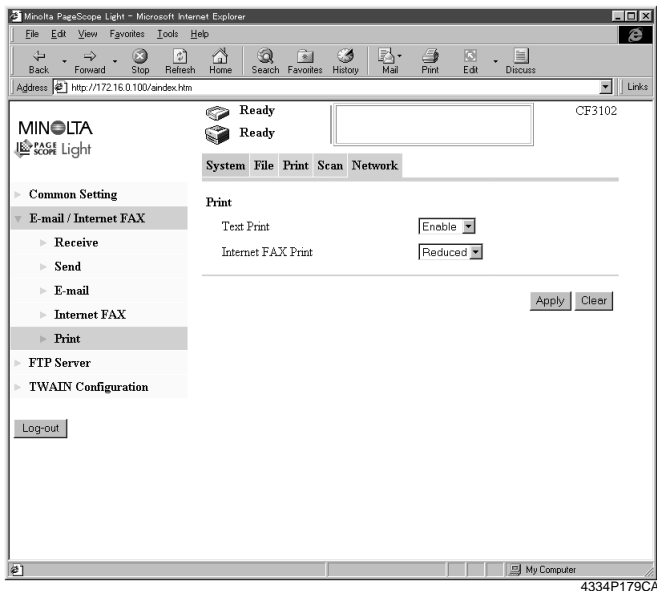 Minolta PageScope Light - Microsoft Internet Explorer
File Edit View Favorites Tools Help
Back Forward Stop Refresh Home Search Favorites History Mail Print Edit Discuss
Address http://172.16.0.100/aindex.htm Links
MINOLTA
PAGE SCOPE Light
Ready
Ready
CF3102
System File Print Scan Network
Common Setting
E-mail / Internet FAX
Receive
Send
E-mail
Internet FAX
Print
FTP Server
TWAIN Configuration
Log-out
Print
Text Print Enable
Internet FAX Print Reduced
Apply Clear
My Computer
4334P179CA